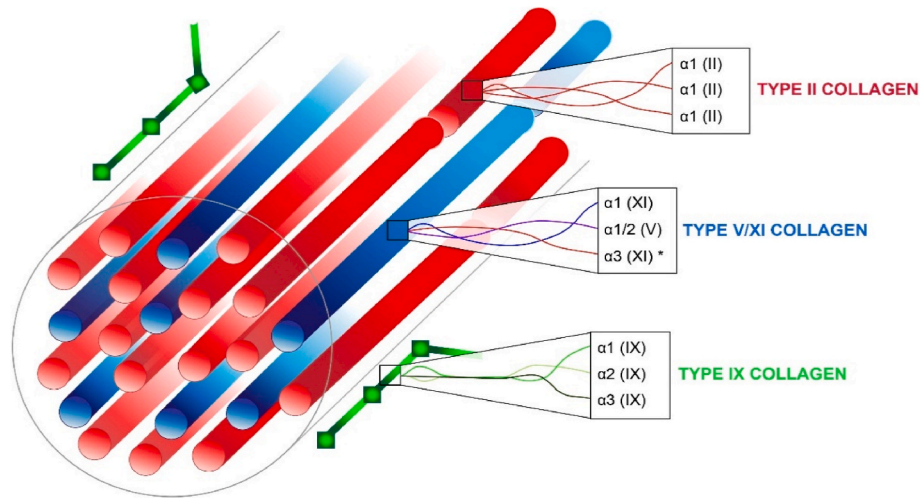 α1 (II)
α1 (II)
α1 (II)
TYPE II COLLAGEN
α1 (XI)
α1/2 (V)
α3 (XI) *
TYPE V/XI COLLAGEN
α1 (IX)
α2 (IX)
α3 (IX)
TYPE IX COLLAGEN